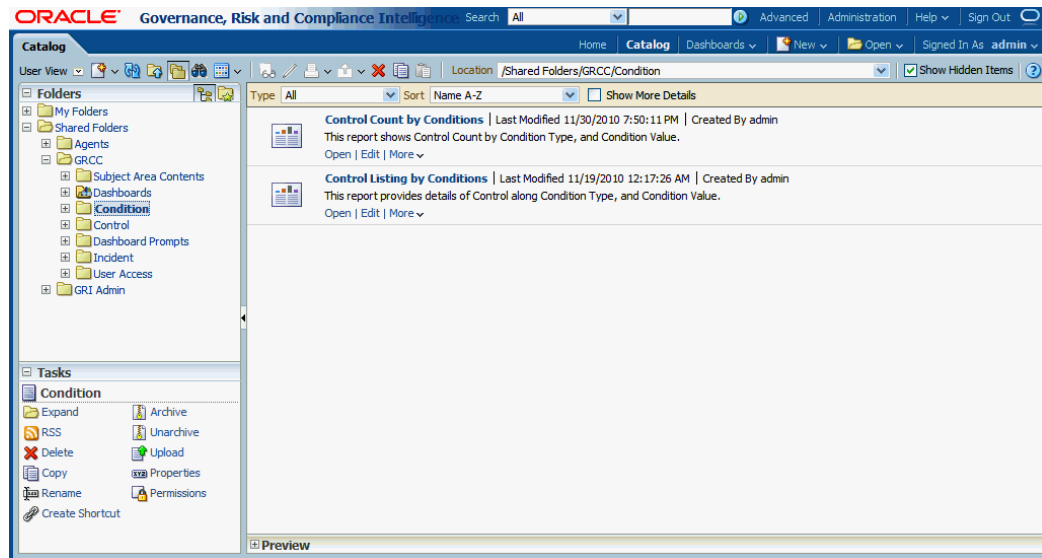 ORACLE Governance, Risk and Compliance Intelligence Search All Advanced Administration Help Sign Out
Catalog Home Catalog Dashboards New Open Signed In As admin
User View Location /Shared Folders/GRCC/Condition Show Hidden Items ?
Folders
Type All Sort Name A-Z Show More Details
My Folders
Shared Folders
Agents
GRCC
Subject Area Contents
Dashboards
Condition
Control
Dashboard Prompts
Incident
User Access
GRI Admin
Control Count by Conditions | Last Modified 11/30/2010 7:50:11 PM | Created By admin
This report shows Control Count by Condition Type, and Condition Value.
Open | Edit | More
Control Listing by Conditions | Last Modified 11/19/2010 12:17:26 AM | Created By admin
This report provides details of Control along Condition Type, and Condition Value.
Open | Edit | More
Tasks
Condition
Expand Archive
RSS Unarchive
Delete Upload
Copy Properties
Rename Permissions
Create Shortcut
Preview